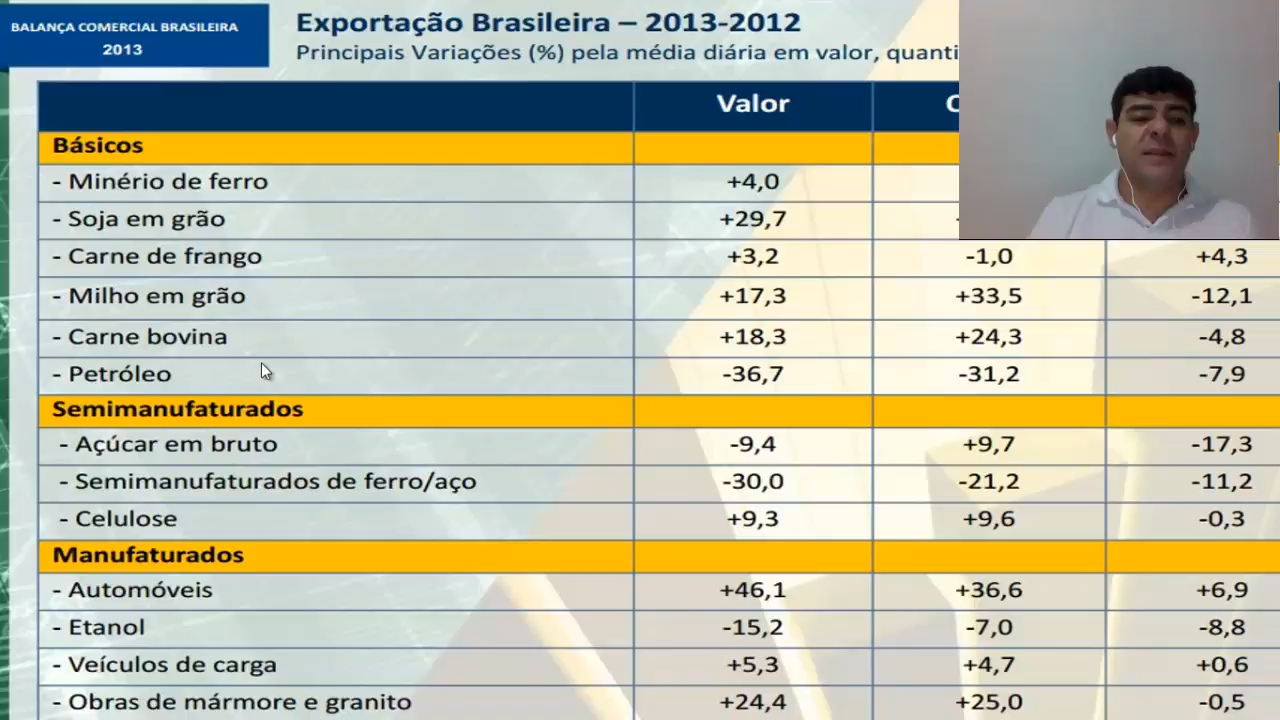 BALANÇA COMERCIAL BRASILEIRA
2013
Exportação Brasileira – 2013-2012
Principais Variações (%) pela média diária em valor,
Valor
Básicos
- Minério de ferro +4,0
- Soja em grão +29,7
- Carne de frango +3,2 -1,0 +4,3
- Milho em grão +17,3 +33,5 -12,1
- Carne bovina +18,3 +24,3 -4,8
- Petróleo -36,7 -31,2 -7,9
Semimanufaturados
- Açúcar em bruto -9,4 +9,7 -17,3
- Semimanufaturados de ferro/aço -30,0 -21,2 -11,2
- Celulose +9,3 +9,6 -0,3
Manufaturados
- Automóveis +46,1 +36,6 +6,9
- Etanol -15,2 -7,0 -8,8
- Veículos de carga +5,3 +4,7 +0,6
- Obras de mármore e granito +24,4 +25,0 -0,5